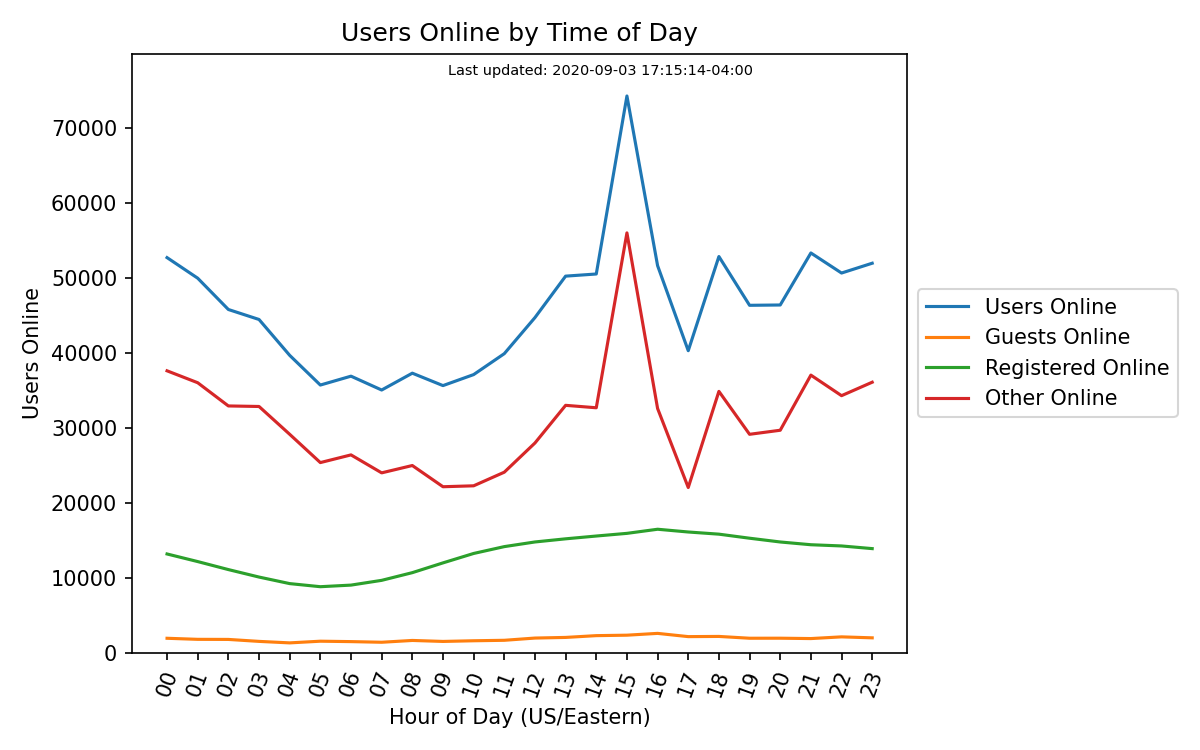 Users Online by Time of Day
Last updated: 2020-09-03 17:15:14-04:00
70000
60000
50000
40000
30000
20000
10000
0
Users Online
00 01 02 03 04 05 06 07 08 09 10 11 12 13 14 15 16 17 18 19 20 21 22 23
Hour of Day (US/Eastern)
Users Online
Guests Online
Registered Online
Other Online